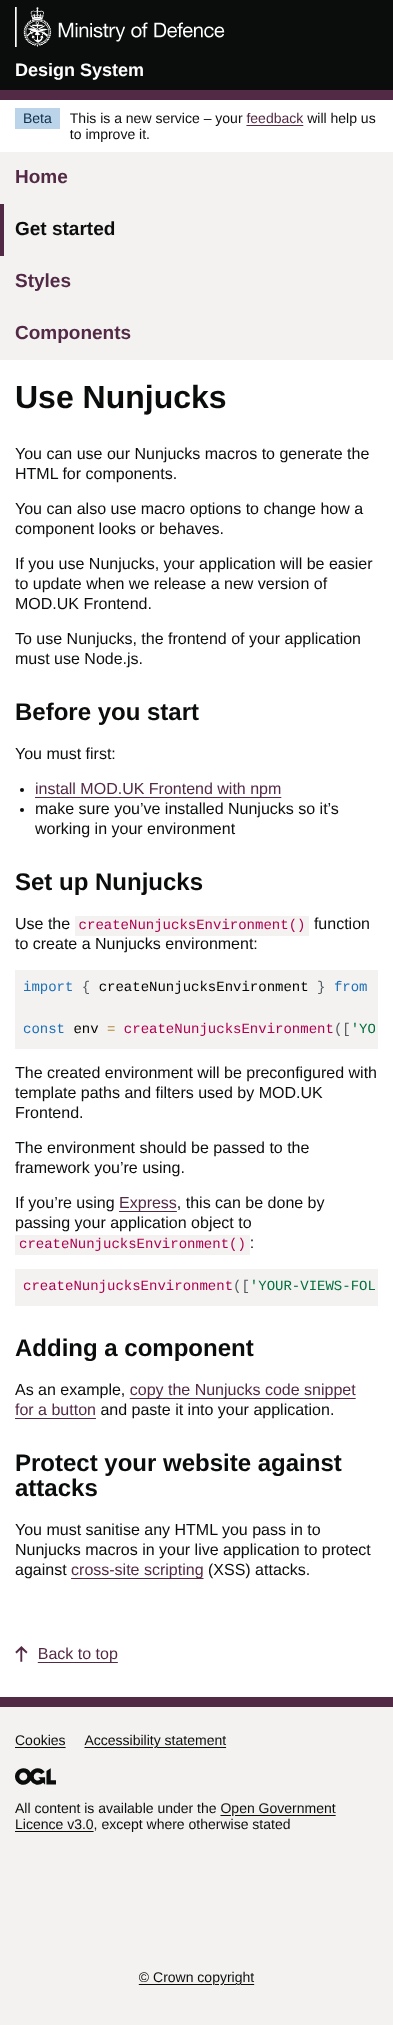 Ministry of Defence
Design System
Beta This is a new service – your feedback will help us
to improve it.
Home
Get started
Styles
Components
Use Nunjucks
You can use our Nunjucks macros to generate the
HTML for components.
You can also use macro options to change how a
component looks or behaves.
If you use Nunjucks, your application will be easier
to update when we release a new version of
MOD.UK Frontend.
To use Nunjucks, the frontend of your application
must use Node.js.
Before you start
You must first:
• install MOD.UK Frontend with npm
• make sure you’ve installed Nunjucks so it’s
working in your environment
Set up Nunjucks
Use the createNunjucksEnvironment() function
to create a Nunjucks environment:
import { createNunjucksEnvironment } from
const env = createNunjucksEnvironment(['YO
The created environment will be preconfigured with
template paths and filters used by MOD.UK
Frontend.
The environment should be passed to the
framework you’re using.
If you’re using Express, this can be done by
passing your application object to
createNunjucksEnvironment() :
createNunjucksEnvironment(['YOUR-VIEWS-FOL
Adding a component
As an example, copy the Nunjucks code snippet
for a button and paste it into your application.
Protect your website against
attacks
You must sanitise any HTML you pass in to
Nunjucks macros in your live application to protect
against cross-site scripting (XSS) attacks.
Back to top
Cookies Accessibility statement
OGL
All content is available under the Open Government
Licence v3.0, except where otherwise stated
© Crown copyright